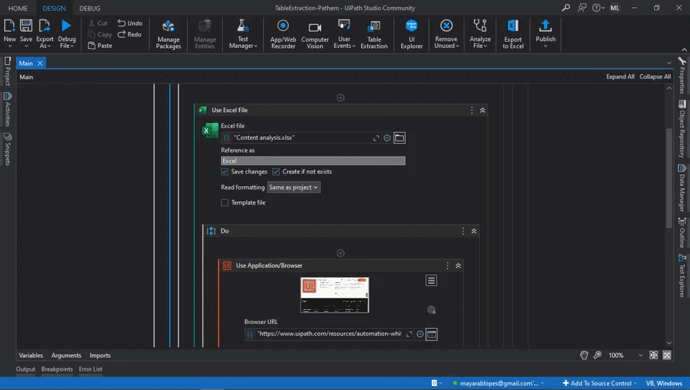 HOME DESIGN DEBUG TableExtraction-Pathern - UiPath Studio Community ML
New Save Export As Debug File Cut Copy Paste Undo Redo Manage Packages Manage Entities Test Manager App/Web Recorder Computer Vision User Events Table Extraction UI Explorer Remove Unused Analyze File Export to Excel Publish
Main
Main Expand All Collapse All
Project
Activities
Snippets
Properties
Object Repository
Data Manager
Outline
Test Explorer
Use Excel File
Excel file
"Content analysis.xlsx"
Reference as
Excel
Save changes Create if not exists
Read formatting Same as project
Template file
Do
Use Application/Browser
Browser URL
"https://www.uipath.com/resources/automation-whi
Variables Arguments Imports 100%
Output Breakpoints Error List
0 mayarablopes@gmail.com'... Add To Source Control VB, Windows